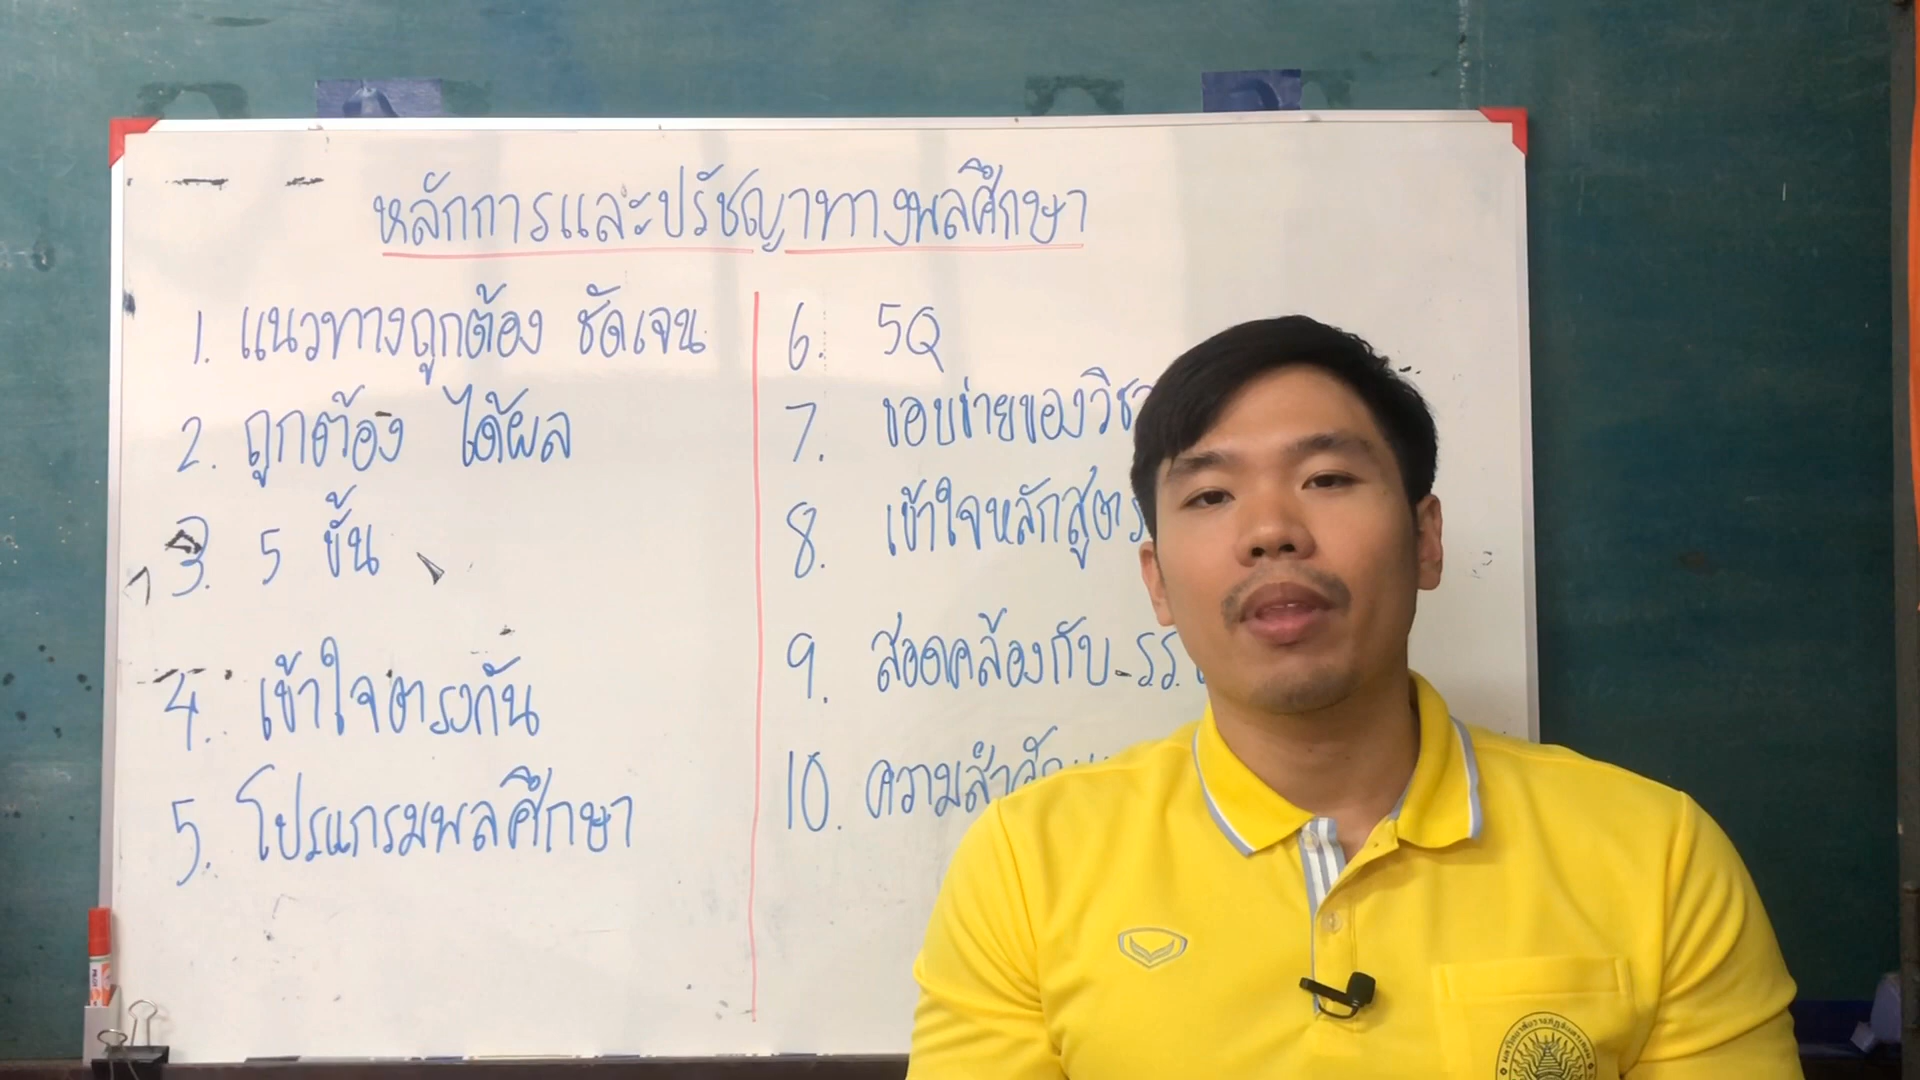 หลักการและปรัชญาทางพลศึกษา
1. แนวทางถูกต้อง ชัดเจน
2. ถูกต้อง ได้ผล
3. 5 ขั้น
4. เข้าใจตรงกัน
5. โปรแกรมพลศึกษา
6. 5Q
7. ขอบข่ายของ
8. เข้าใจหลักสูตร
9. สอดคล้องกับ รร.
10. ความสำคัญ